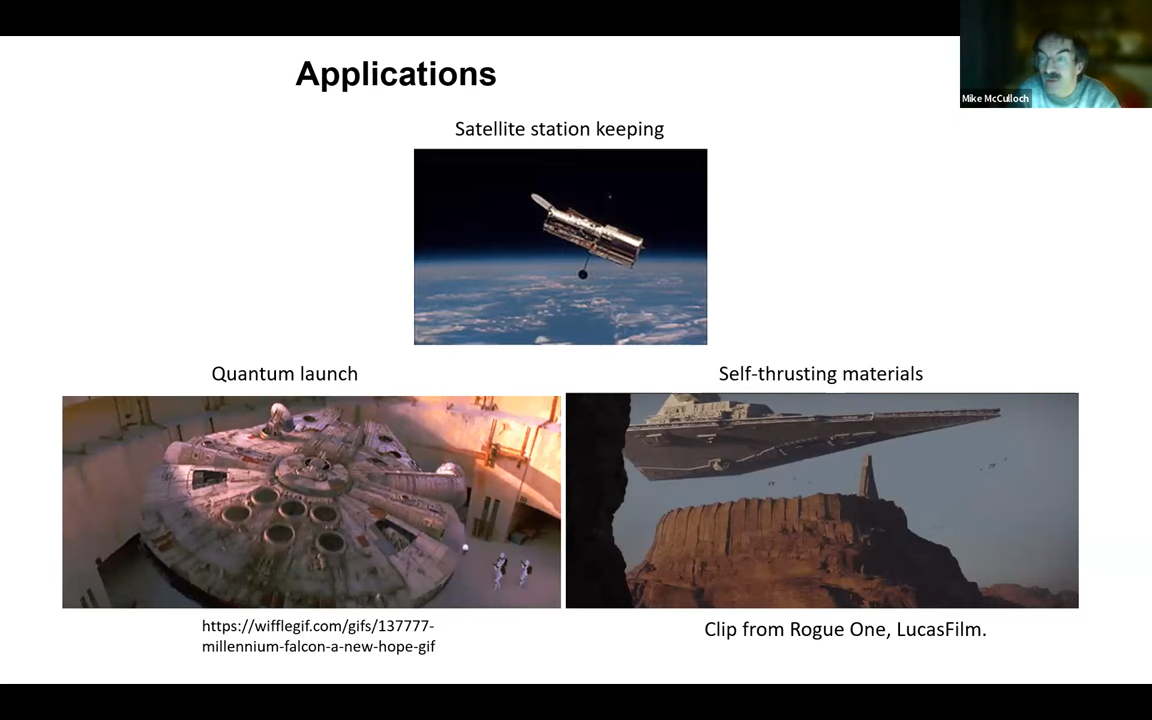 Applications
Mike McCulloch
Satellite station keeping
Quantum launch
Self-thrusting materials
https://wifflegif.com/gifs/137777-
millennium-falcon-a-new-hope-gif
Clip from Rogue One, LucasFilm.